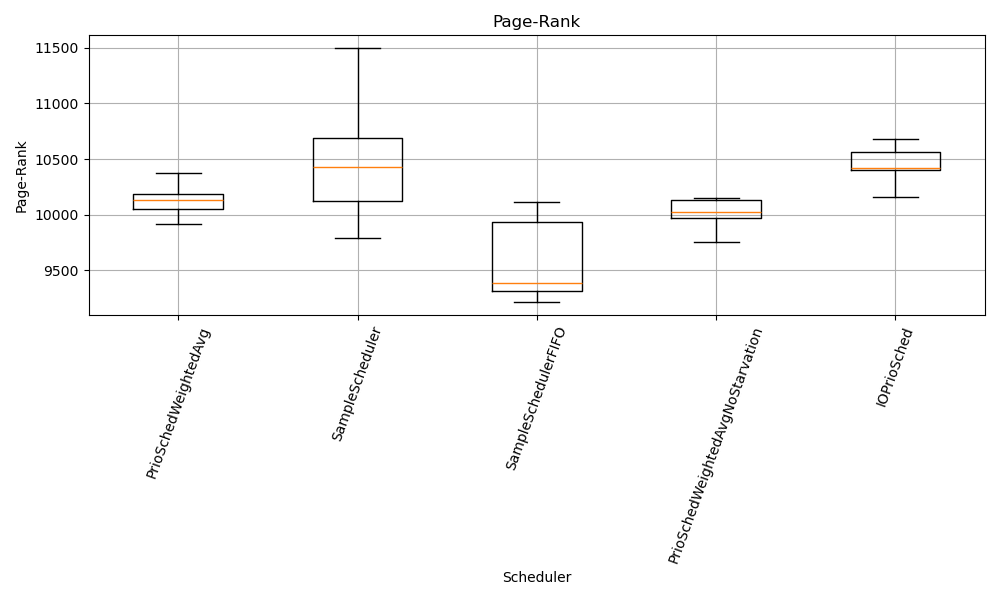 Page-Rank
Page-Rank
11500
11000
10500
10000
9500
PrioSchedWeightedAvg
SampleScheduler
SampleSchedulerFIFO
PrioSchedWeightedAvgNoStarvation
IOPrioSched
Scheduler